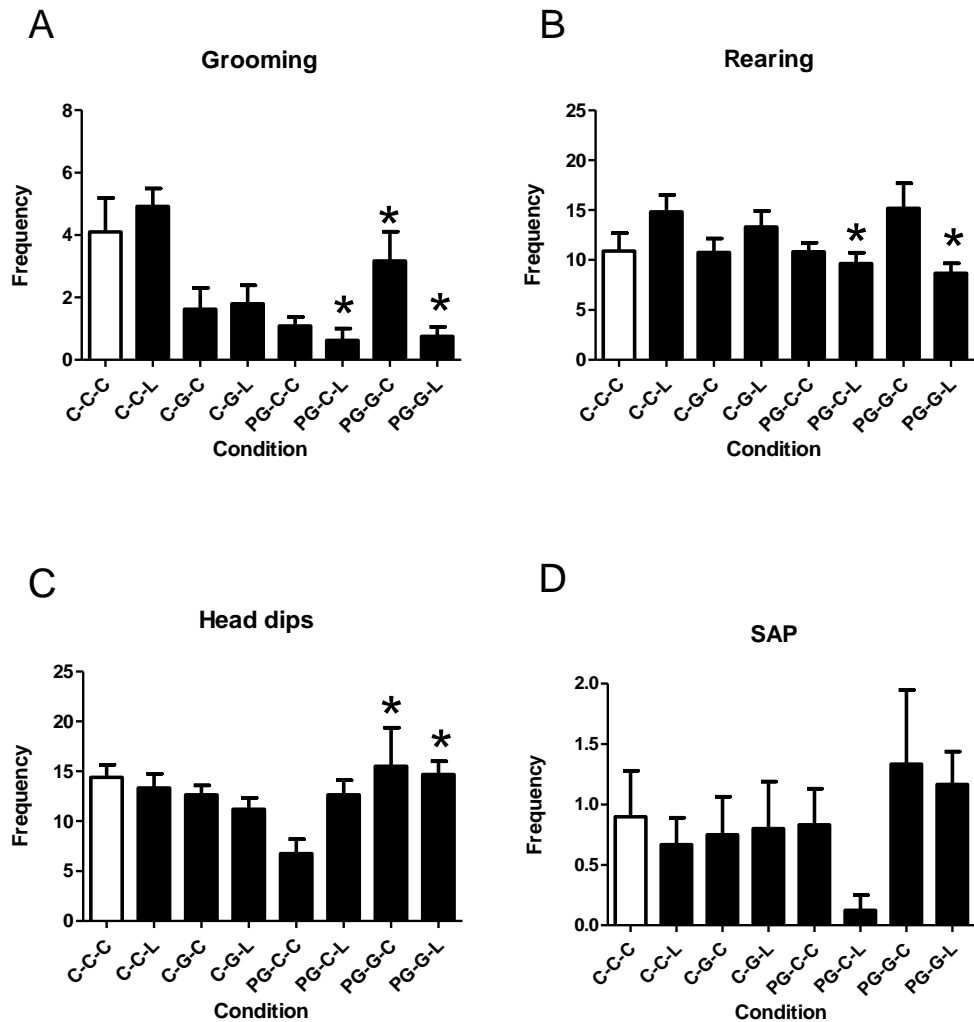 A
Grooming
Frequency
8
6
4
2
0
*
*
*
C-C-C
C-C-L
C-G-C
C-G-L
PG-C-C
PG-C-L
PG-G-C
PG-G-L
Condition
B
Rearing
Frequency
25
20
15
10
5
0
*
*
C-C-C
C-C-L
C-G-C
C-G-L
PG-C-C
PG-C-L
PG-G-C
PG-G-L
Condition
C
Head dips
Frequency
25
20
15
10
5
0
*
*
C-C-C
C-C-L
C-G-C
C-G-L
PG-C-C
PG-C-L
PG-G-C
PG-G-L
Condition
D
SAP
Frequency
2.0
1.5
1.0
0.5
0.0
C-C-C
C-C-L
C-G-C
C-G-L
PG-C-C
PG-C-L
PG-G-C
PG-G-L
Condition